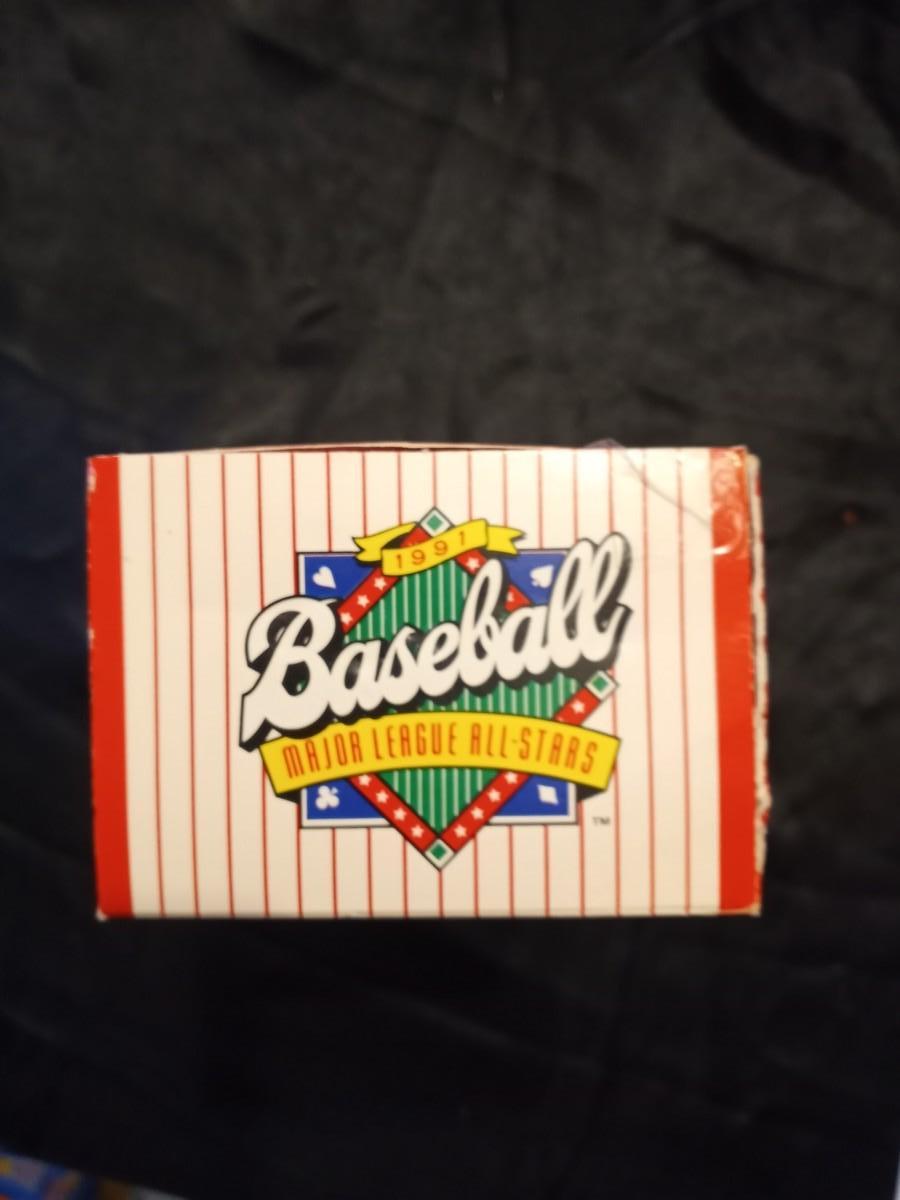 1991
Baseball
MAJOR LEAGUE ALL-STARS
TM